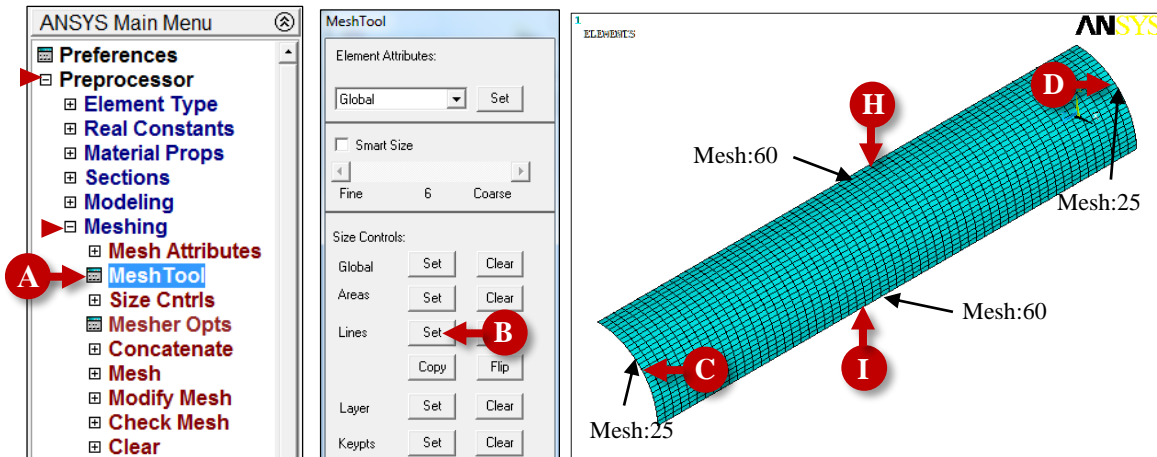 ANSYS Main Menu
Preferences
Preprocessor
Element Type
Real Constants
Material Props
Sections
Modeling
Meshing
Mesh Attributes
A
MeshTool
Size Cntrls
Mesher Opts
Concatenate
Mesh
Modify Mesh
Check Mesh
Clear
MeshTool
Element Attributes:
Global Set
Smart Size
Fine 6 Coarse
Size Controls:
Global Set Clear
Areas Set Clear
Lines Set B
Copy Flip
Layer Set Clear
Keypts Set Clear
1
ELEMENTS
ANSYS
D
H
Mesh:60
Mesh:25
Mesh:60
C
I
Mesh:25